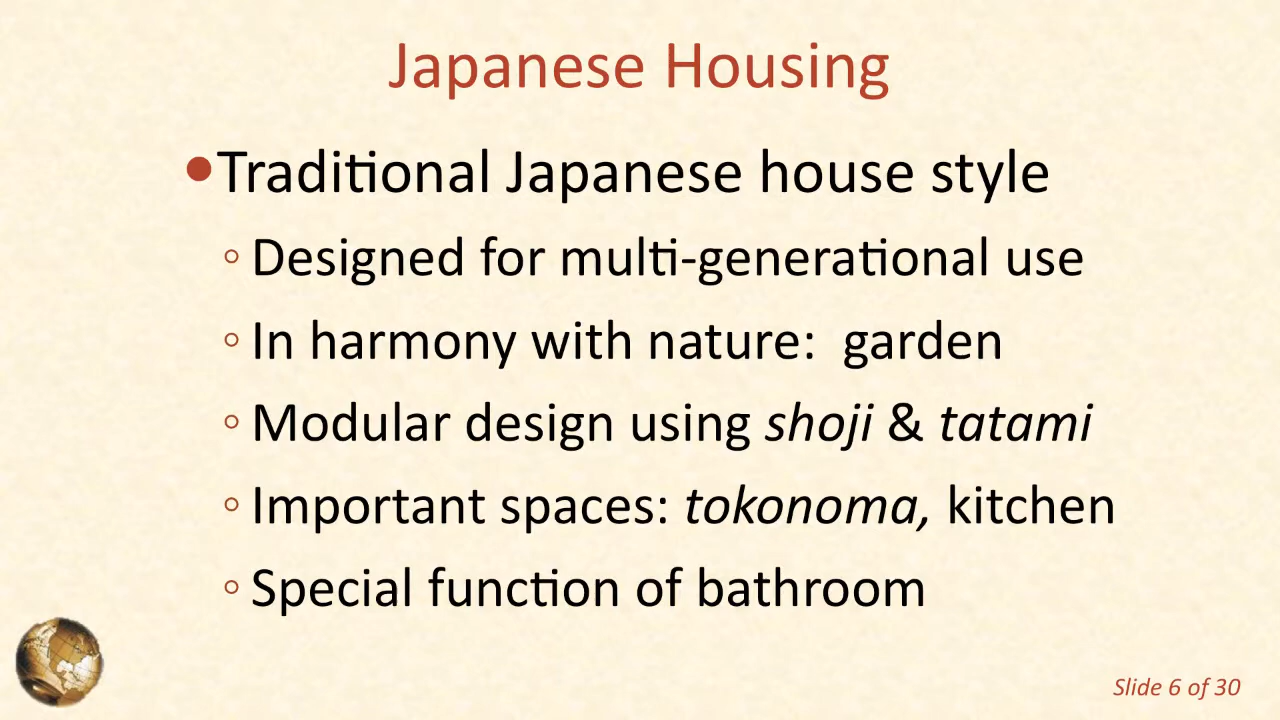 Japanese Housing
•Traditional Japanese house style
◦ Designed for multi-generational use
◦ In harmony with nature:  garden
◦ Modular design using shoji & tatami
◦ Important spaces: tokonoma, kitchen
◦ Special function of bathroom
Slide 6 of 30